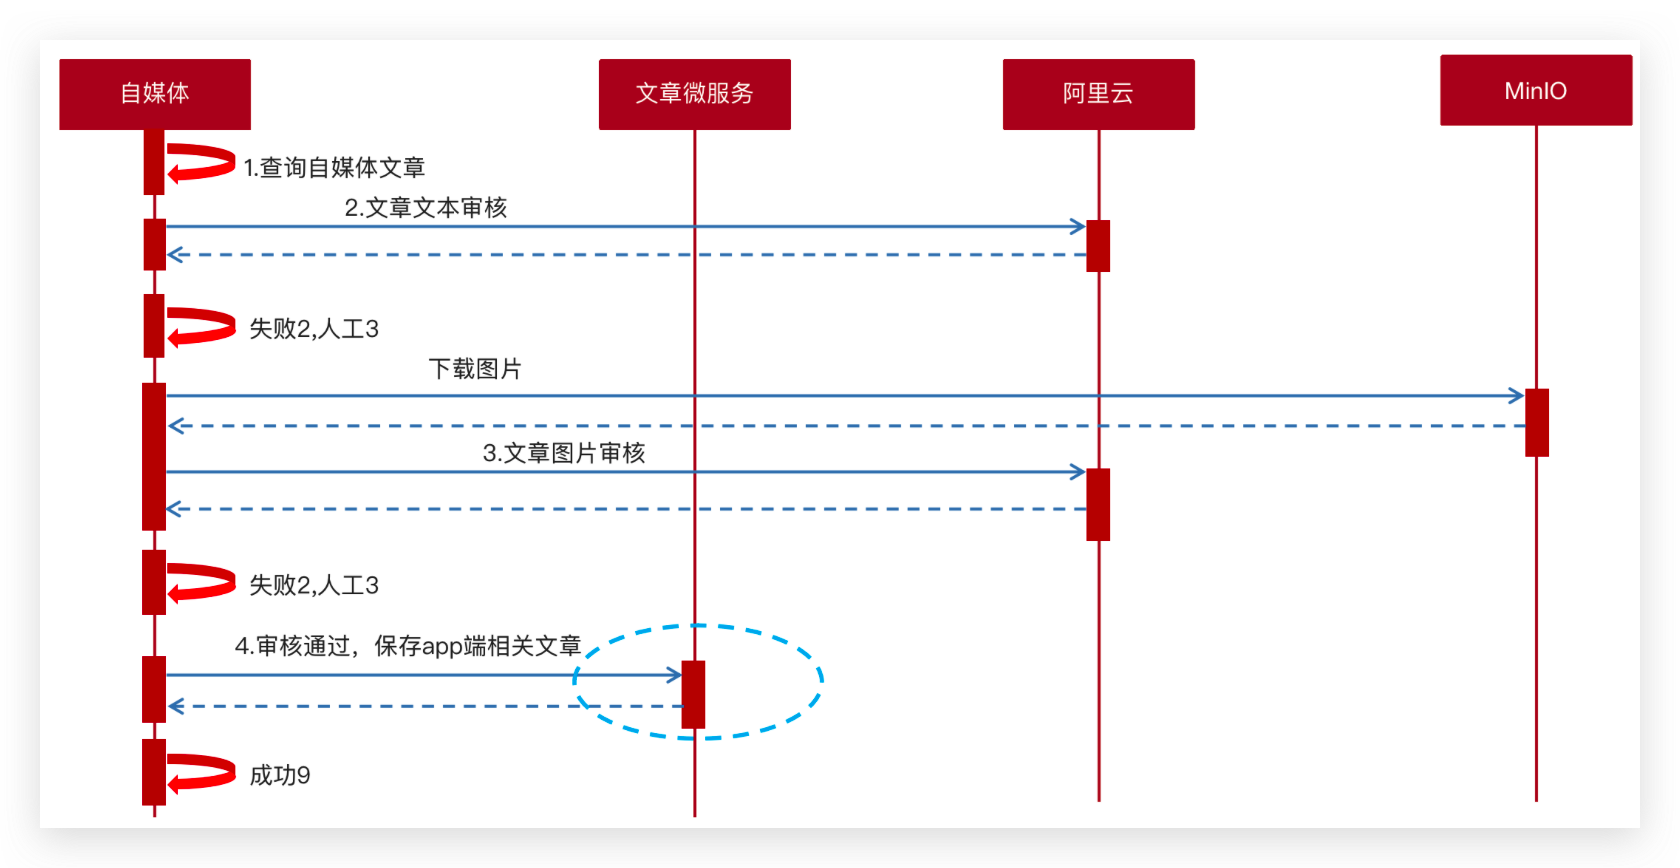 自媒体
文章微服务
阿里云
MinIO
1.查询自媒体文章
2.文章文本审核
失败2,人工3
下载图片
3.文章图片审核
失败2,人工3
4.审核通过，保存app端相关文章
成功9